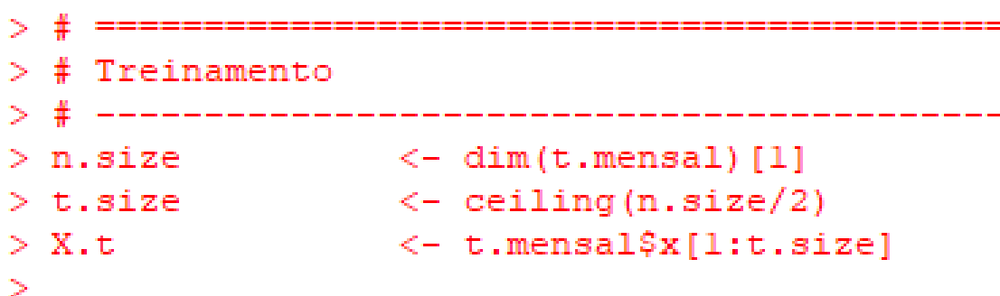 > # ==========================================
> # Treinamento
> # ------------------------------------------
> n.size               <- dim(t.mensal)[1]
> t.size               <- ceiling(n.size/2)
> X.t                  <- t.mensal$x[1:t.size]
>